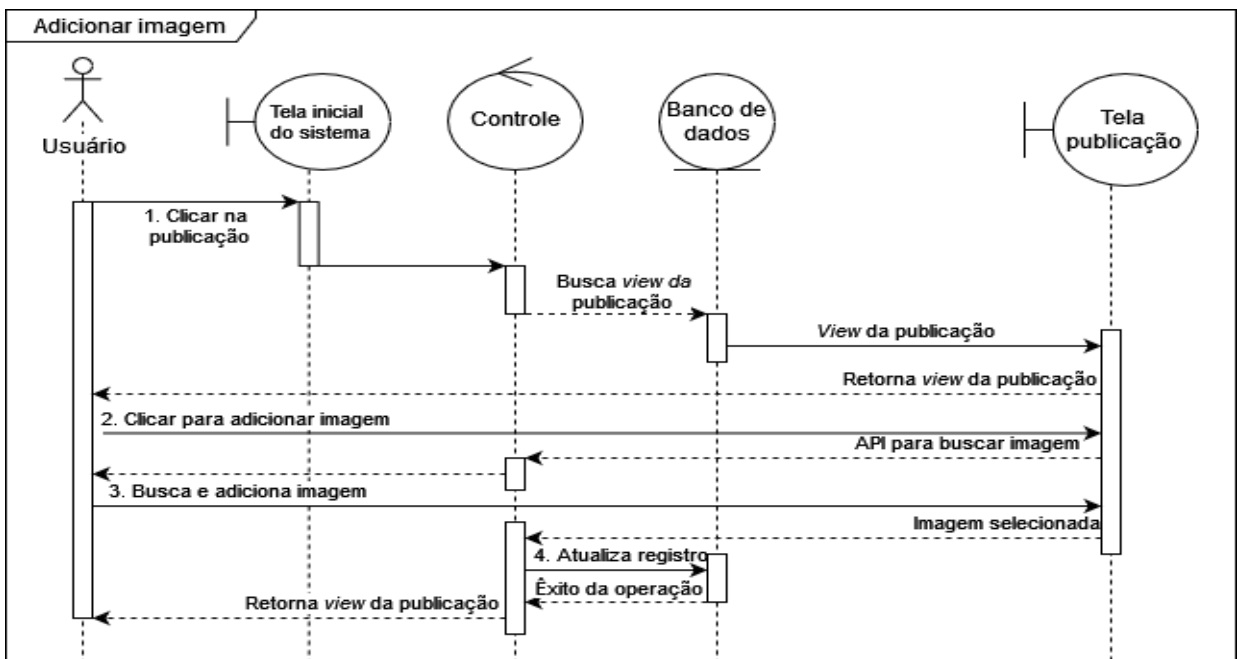 Adicionar imagem
Usuário
Tela inicial
do sistema
Controle
Banco de
dados
Tela
publicação
1. Clicar na
publicação
Busca view da
publicação
View da publicação
Retorna view da publicação
2. Clicar para adicionar imagem
API para buscar imagem
3. Busca e adiciona imagem
Imagem selecionada
4. Atualiza registro
Êxito da operação
Retorna view da publicação